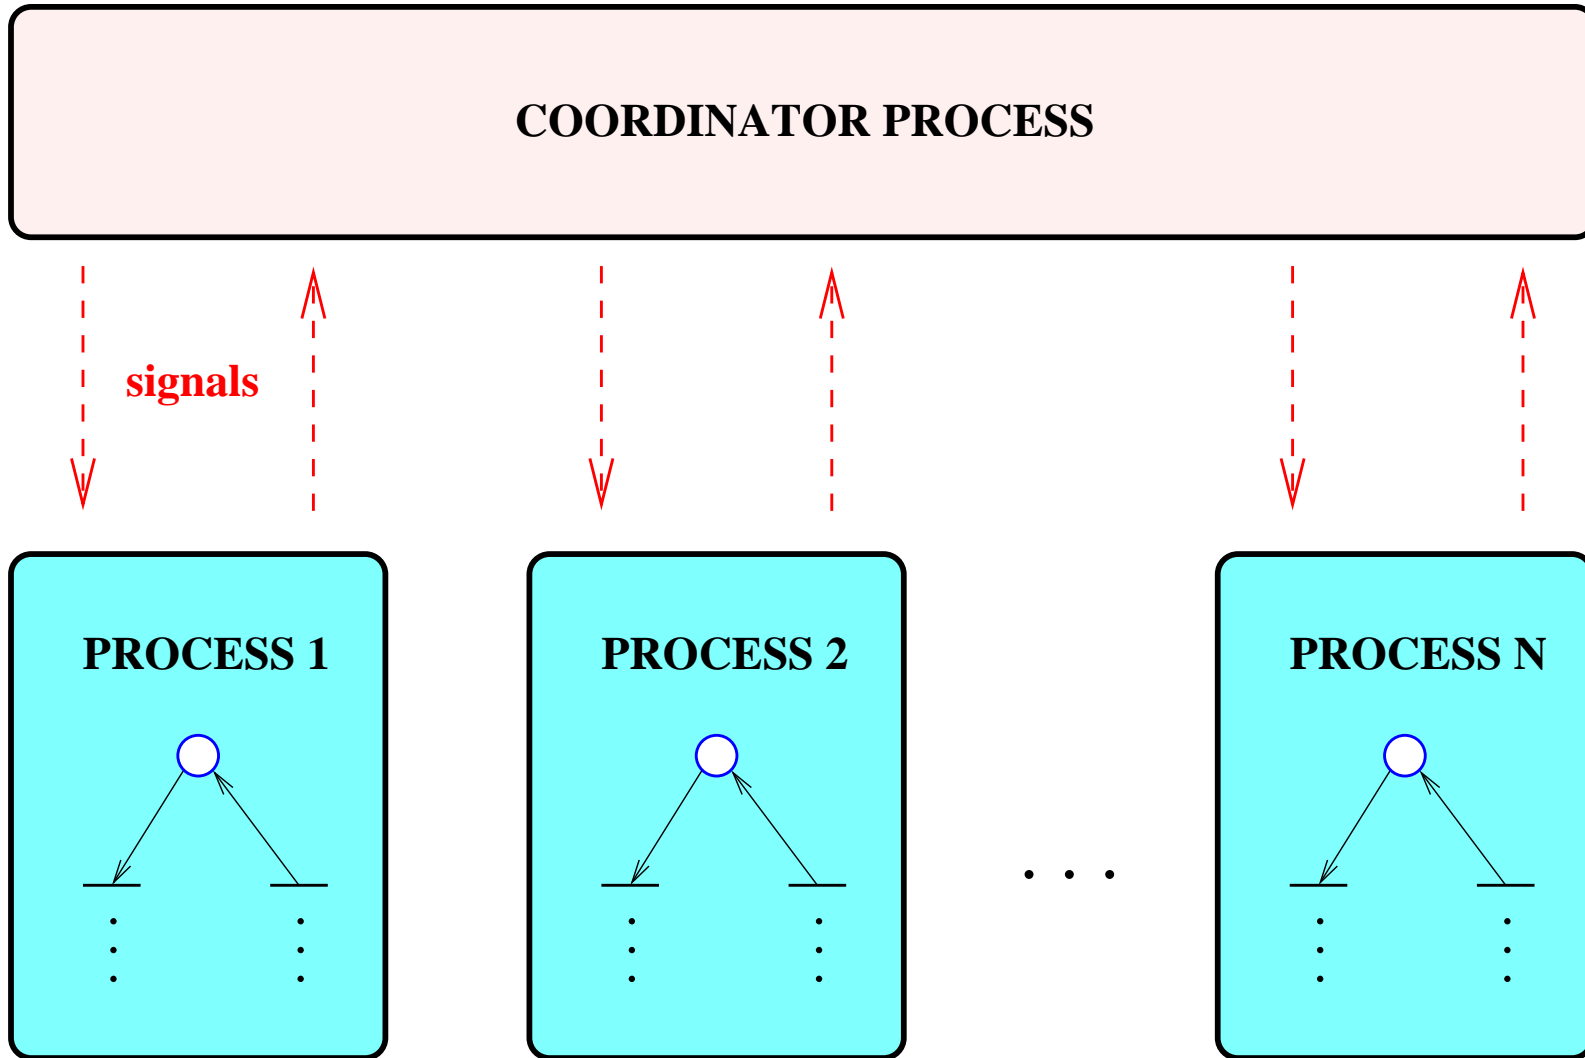 COORDINATOR PROCESS
signals
PROCESS 1
PROCESS 2
. . .
PROCESS N